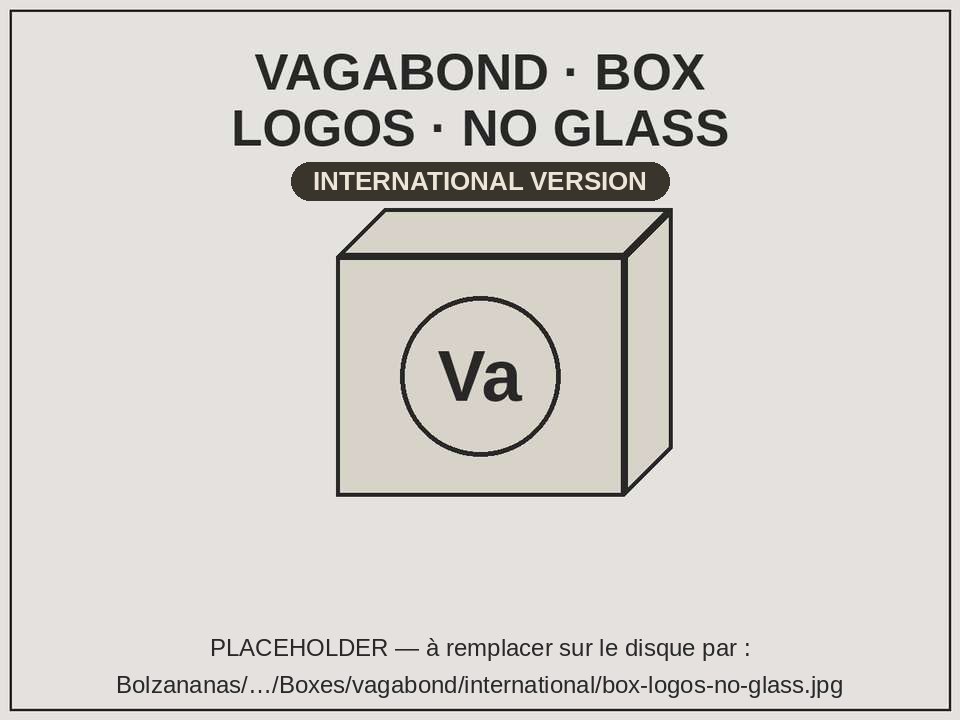 VAGABOND · BOX
LOGOS · NO GLASS
INTERNATIONAL VERSION
Va
PLACEHOLDER — à remplacer sur le disque par :
Bolzananas/…/Boxes/vagabond/international/box-logos-no-glass.jpg